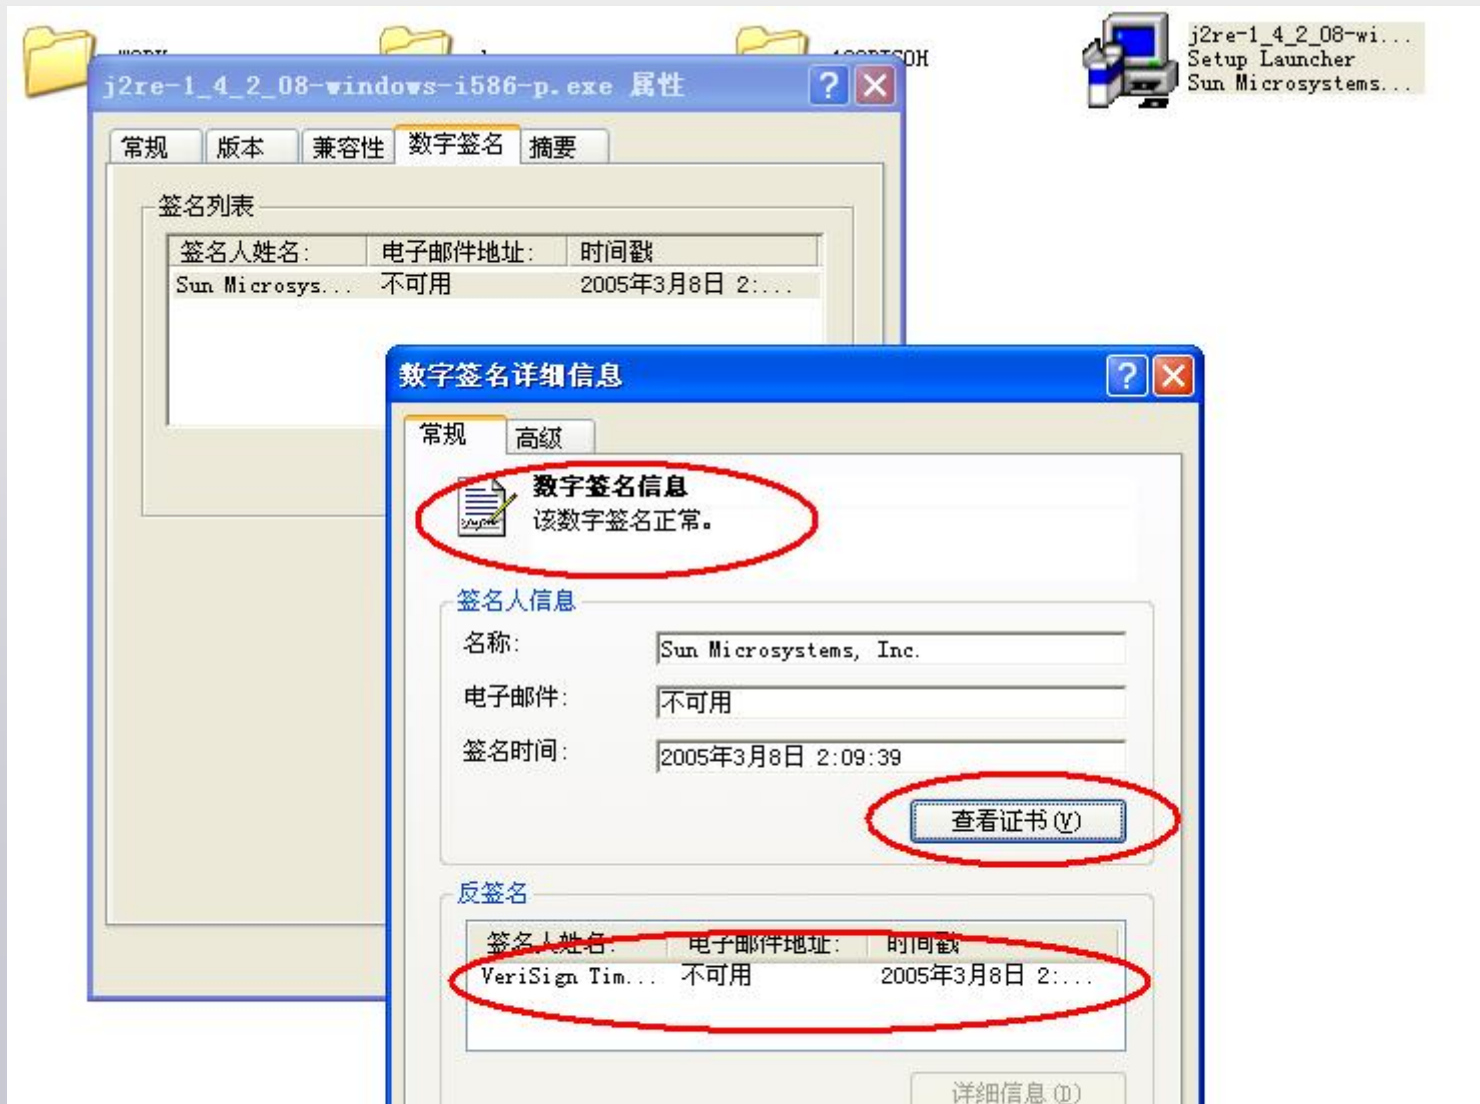 j2re-1_4_2_08-wi...
Setup Launcher
Sun Microsystems...
j2re-1_4_2_08-windows-i586-p.exe 属性
常规 版本 兼容性 数字签名 摘要
签名列表
签名人姓名: 电子邮件地址: 时间戳
Sun Microsys... 不可用 2005年3月8日 2:...
数字签名详细信息
常规 高级
数字签名信息
该数字签名正常。
签名人信息
名称: Sun Microsystems, Inc.
电子邮件: 不可用
签名时间: 2005年3月8日 2:09:39
查看证书(V)
反签名
签名人姓名: 电子邮件地址: 时间戳
VeriSign Tim... 不可用 2005年3月8日 2:...
详细信息(D)